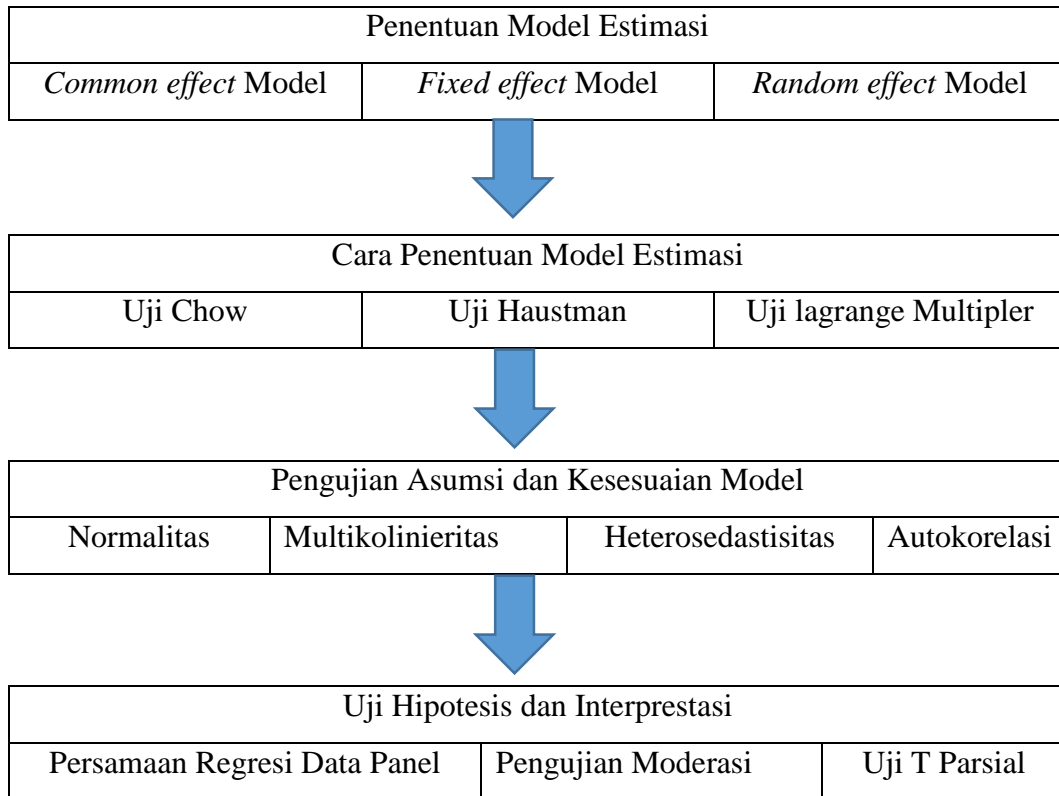 Penentuan Model Estimasi
Common effect Model Fixed effect Model Random effect Model
Cara Penentuan Model Estimasi
Uji Chow Uji Haustman Uji lagrange Multipler
Pengujian Asumsi dan Kesesuaian Model
Normalitas Multikolinieritas Heterosedastisitas Autokorelasi
Uji Hipotesis dan Interprestasi
Persamaan Regresi Data Panel Pengujian Moderasi Uji T Parsial